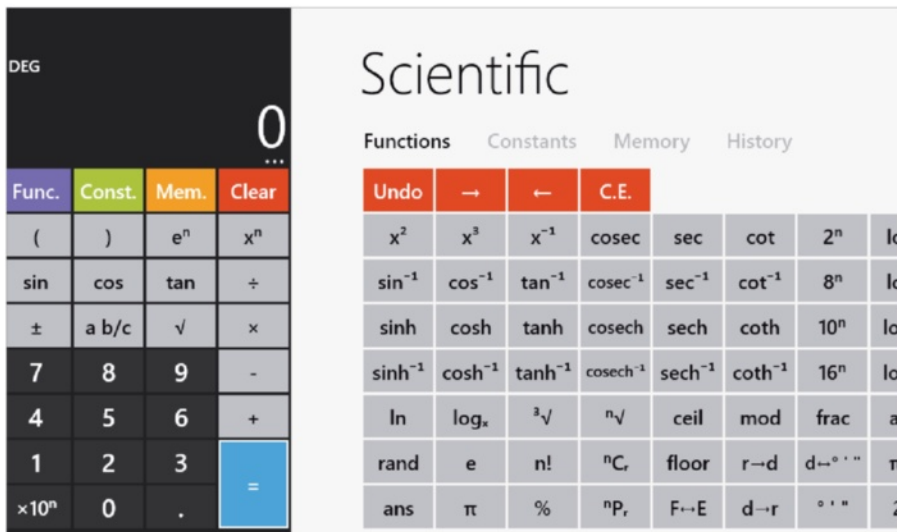 DEG
0
...
Scientific
Functions Constants Memory History
Func. Const. Mem. Clear
Undo → ← C.E.
( ) eⁿ xⁿ
x² x³ x⁻¹ cosec sec cot 2ⁿ
sin cos tan ÷
sin⁻¹ cos⁻¹ tan⁻¹ cosec⁻¹ sec⁻¹ cot⁻¹ 8ⁿ
± a b/c √ ×
sinh cosh tanh cosech sech coth 10ⁿ
7 8 9 -
sinh⁻¹ cosh⁻¹ tanh⁻¹ cosech⁻¹ sech⁻¹ coth⁻¹ 16ⁿ
4 5 6 +
ln logₓ ³√ ⁿ√ ceil mod frac
1 2 3 =
rand e n! ⁿCᵣ floor r→d d↔° ' "
×10ⁿ 0 .
ans π % ⁿPᵣ F↔E d→r ° ' "